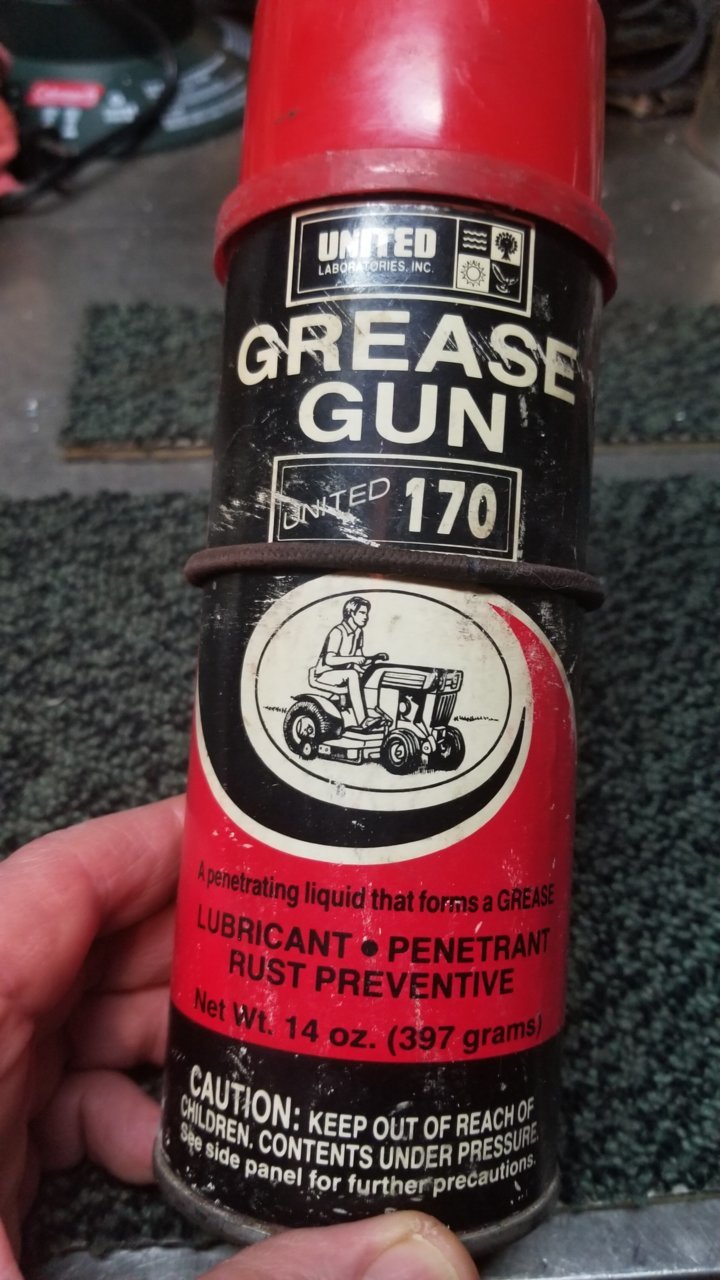 Coleman
UNITED
LABORATORIES, INC.
GREASE
GUN
UNITED 170
A penetrating liquid that forms a GREASE
LUBRICANT • PENETRANT
RUST PREVENTIVE
Net Wt. 14 oz. (397 grams)
CAUTION: KEEP OUT OF REACH OF
CHILDREN. CONTENTS UNDER PRESSURE.
See side panel for further precautions.